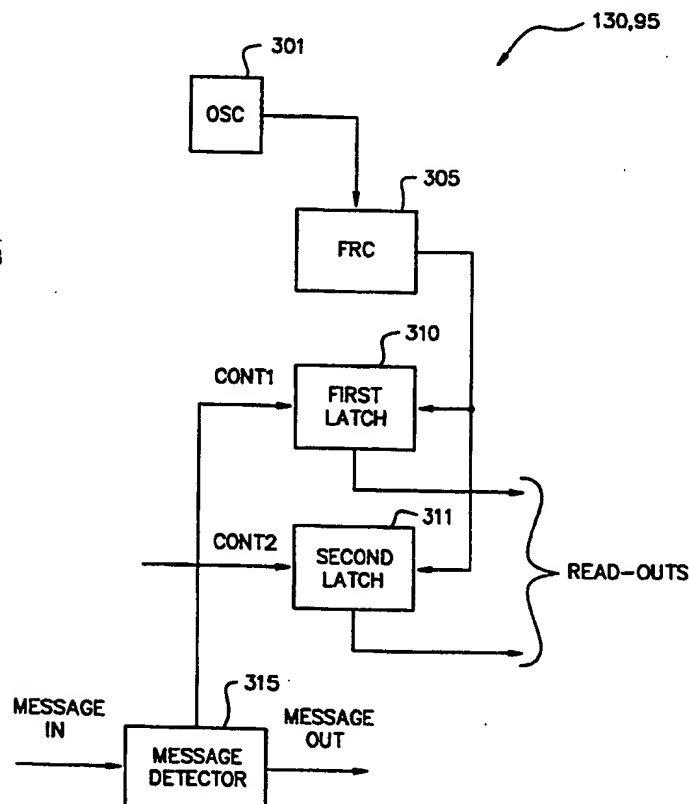 130,95
301
OSC
305
FRC
310
CONT1
FIRST
LATCH
311
CONT2
SECOND
LATCH
READ-OUTS
315
MESSAGE
IN
MESSAGE
OUT
MESSAGE
DETECTOR